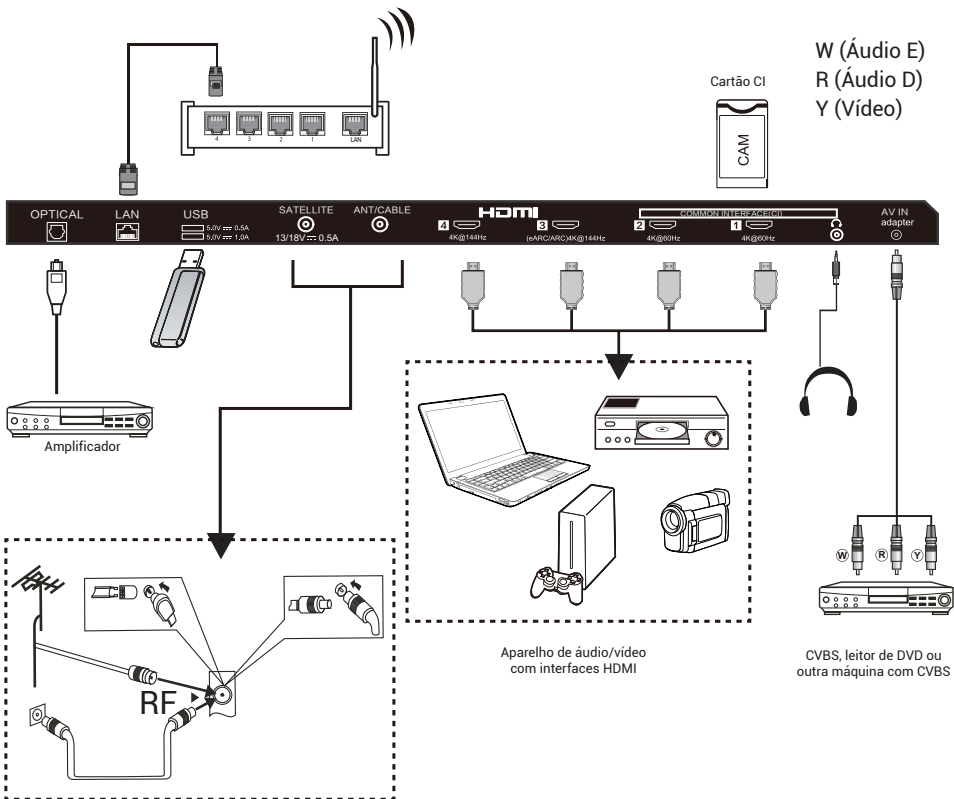 W (Áudio E)
R (Áudio D)
Y (Vídeo)
Cartão CI
CAM
4 3 2 1 LAN
OPTICAL
LAN
USB
5.0V 0.5A
5.0V 1.0A
SATELLITE
13/18V 0.5A
ANT/CABLE
HDMI
4
4K@144Hz
3
(eARC/ARC)4K@144Hz
COMMON INTERFACE(CI)
2
4K@60Hz
1
4K@60Hz
AV IN
adapter
Amplificador
W R Y
RF
Aparelho de áudio/vídeo
com interfaces HDMI
CVBS, leitor de DVD ou
outra máquina com CVBS